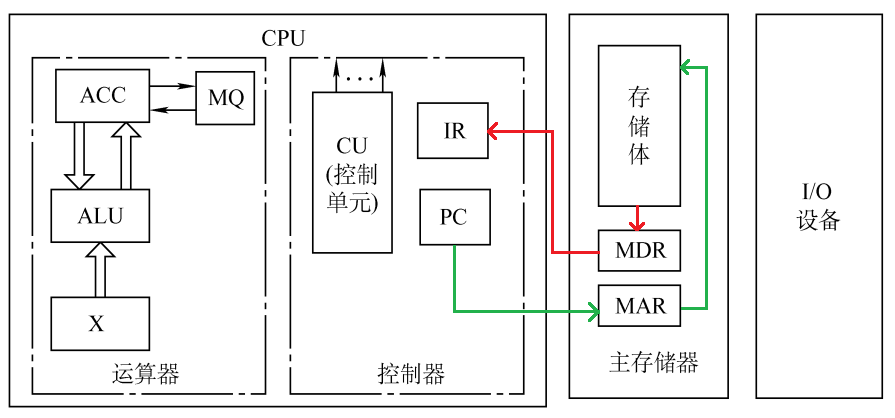 CPU
ACC
MQ
ALU
X
运算器
...
CU
(控制
单元)
IR
PC
控制器
存
储
体
MDR
MAR
主存储器
I/O
设备